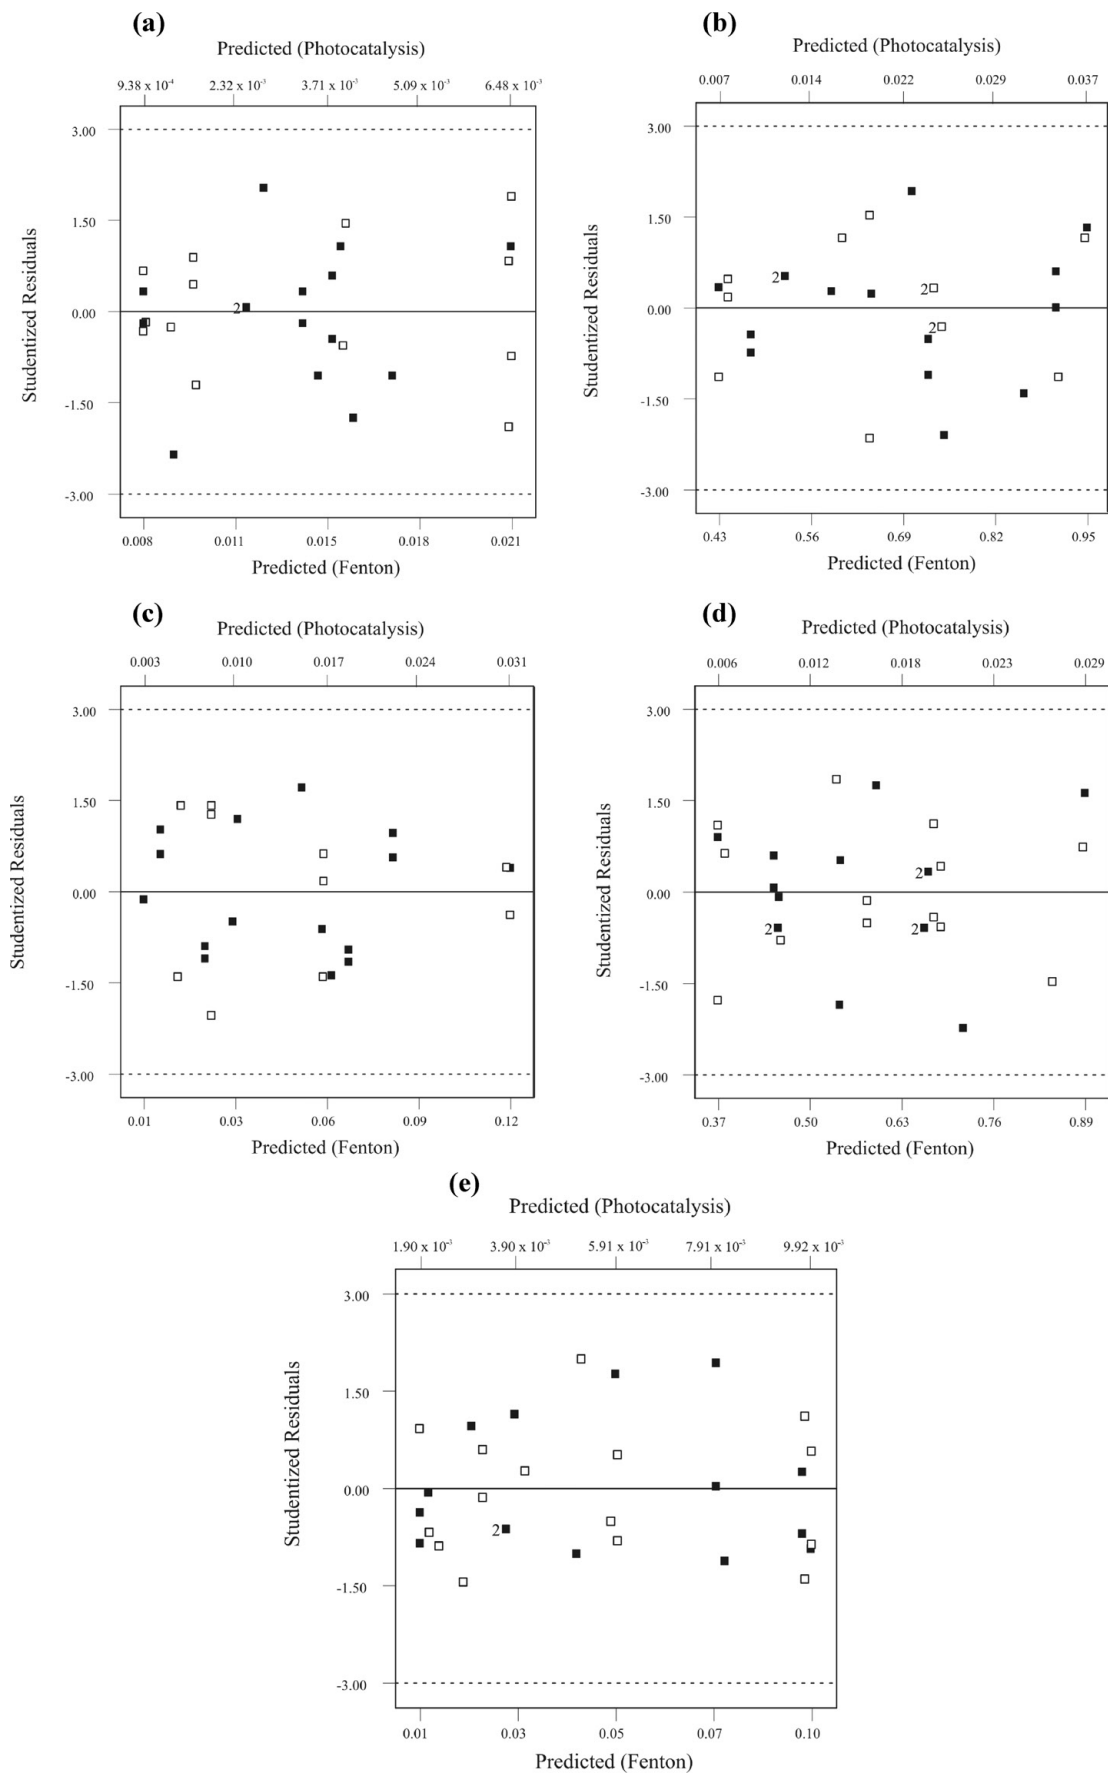 (a)
Predicted (Photocatalysis)
9.38 x 10⁻⁴ 2.32 x 10⁻³ 3.71 x 10⁻³ 5.09 x 10⁻³ 6.48 x 10⁻³
3.00
1.50
0.00
-1.50
-3.00
Studentized Residuals
2
0.008 0.011 0.015 0.018 0.021
Predicted (Fenton)
(b)
Predicted (Photocatalysis)
0.007 0.014 0.022 0.029 0.037
3.00
1.50
0.00
-1.50
-3.00
Studentized Residuals
2
2
2
0.43 0.56 0.69 0.82 0.95
Predicted (Fenton)
(c)
Predicted (Photocatalysis)
0.003 0.010 0.017 0.024 0.031
3.00
1.50
0.00
-1.50
-3.00
Studentized Residuals
0.01 0.03 0.06 0.09 0.12
Predicted (Fenton)
(d)
Predicted (Photocatalysis)
0.006 0.012 0.018 0.023 0.029
3.00
1.50
0.00
-1.50
-3.00
Studentized Residuals
2
2
2
0.37 0.50 0.63 0.76 0.89
Predicted (Fenton)
(e)
Predicted (Photocatalysis)
1.90 x 10⁻³ 3.90 x 10⁻³ 5.91 x 10⁻³ 7.91 x 10⁻³ 9.92 x 10⁻³
3.00
1.50
0.00
-1.50
-3.00
Studentized Residuals
2
0.01 0.03 0.05 0.07 0.10
Predicted (Fenton)